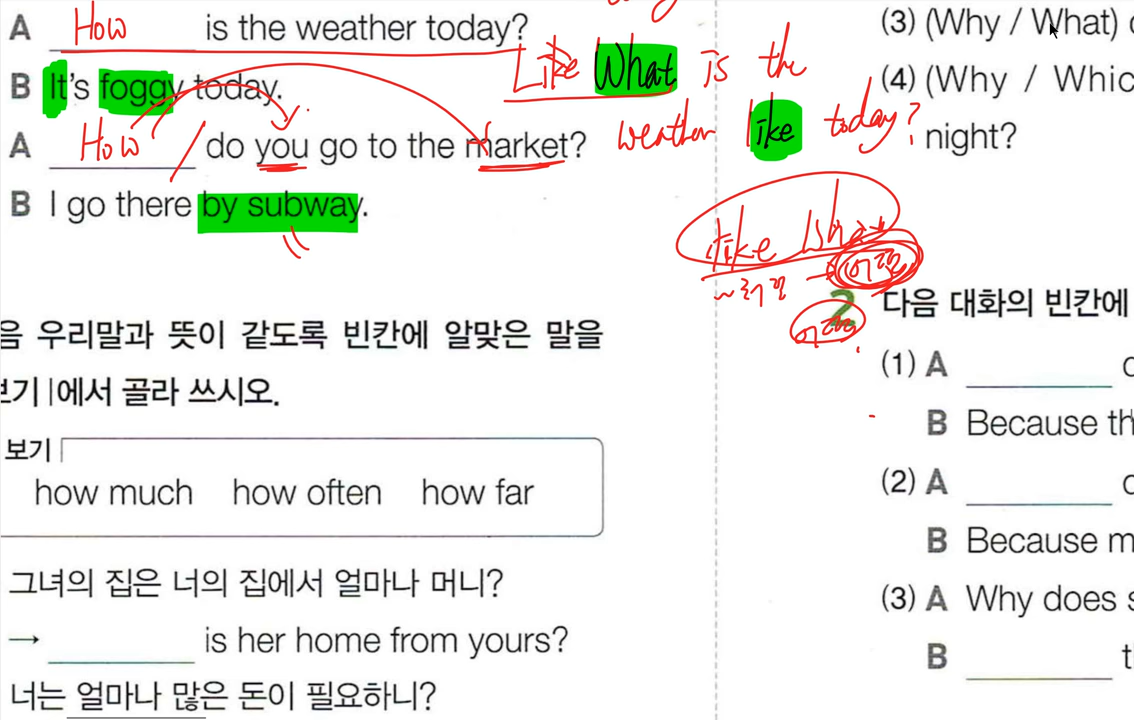 A How is the weather today?
B It's foggy today.
A How do you go to the market?
B I go there by subway.
Like What is the
weather like today?
like What
음 우리말과 뜻이 같도록 빈칸에 알맞은 말을
보기 |에서 골라 쓰시오.
보기
how much how often how far
그녀의 집은 너의 집에서 얼마나 머니?
→ is her home from yours?
너는 얼마나 많은 돈이 필요하니?
(3) (Why / What)
(4) (Why / Whic
night?
2 다음 대화의 빈칸에
(1) A
B Because th
(2) A
B Because m
(3) A Why does s
B t